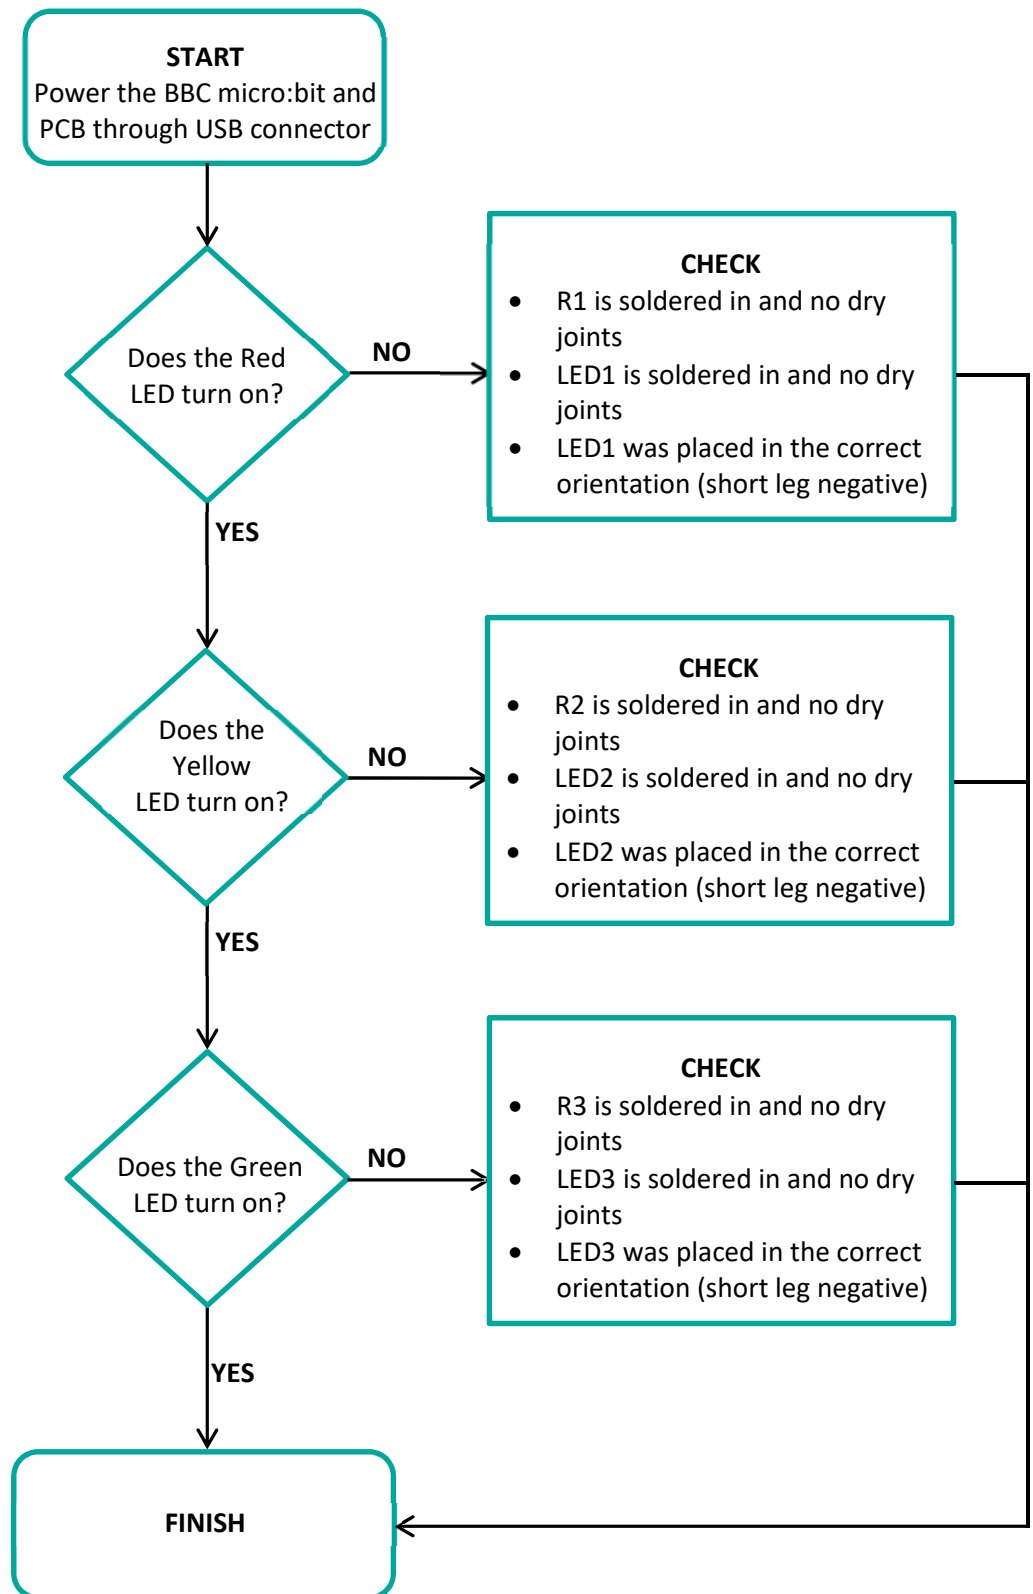 START
Power the BBC micro:bit and
PCB through USB connector
Does the Red
LED turn on?
NO
CHECK
• R1 is soldered in and no dry
joints
• LED1 is soldered in and no dry
joints
• LED1 was placed in the correct
orientation (short leg negative)
YES
Does the
Yellow
LED turn on?
NO
CHECK
• R2 is soldered in and no dry
joints
• LED2 is soldered in and no dry
joints
• LED2 was placed in the correct
orientation (short leg negative)
YES
Does the Green
LED turn on?
NO
CHECK
• R3 is soldered in and no dry
joints
• LED3 is soldered in and no dry
joints
• LED3 was placed in the correct
orientation (short leg negative)
YES
FINISH